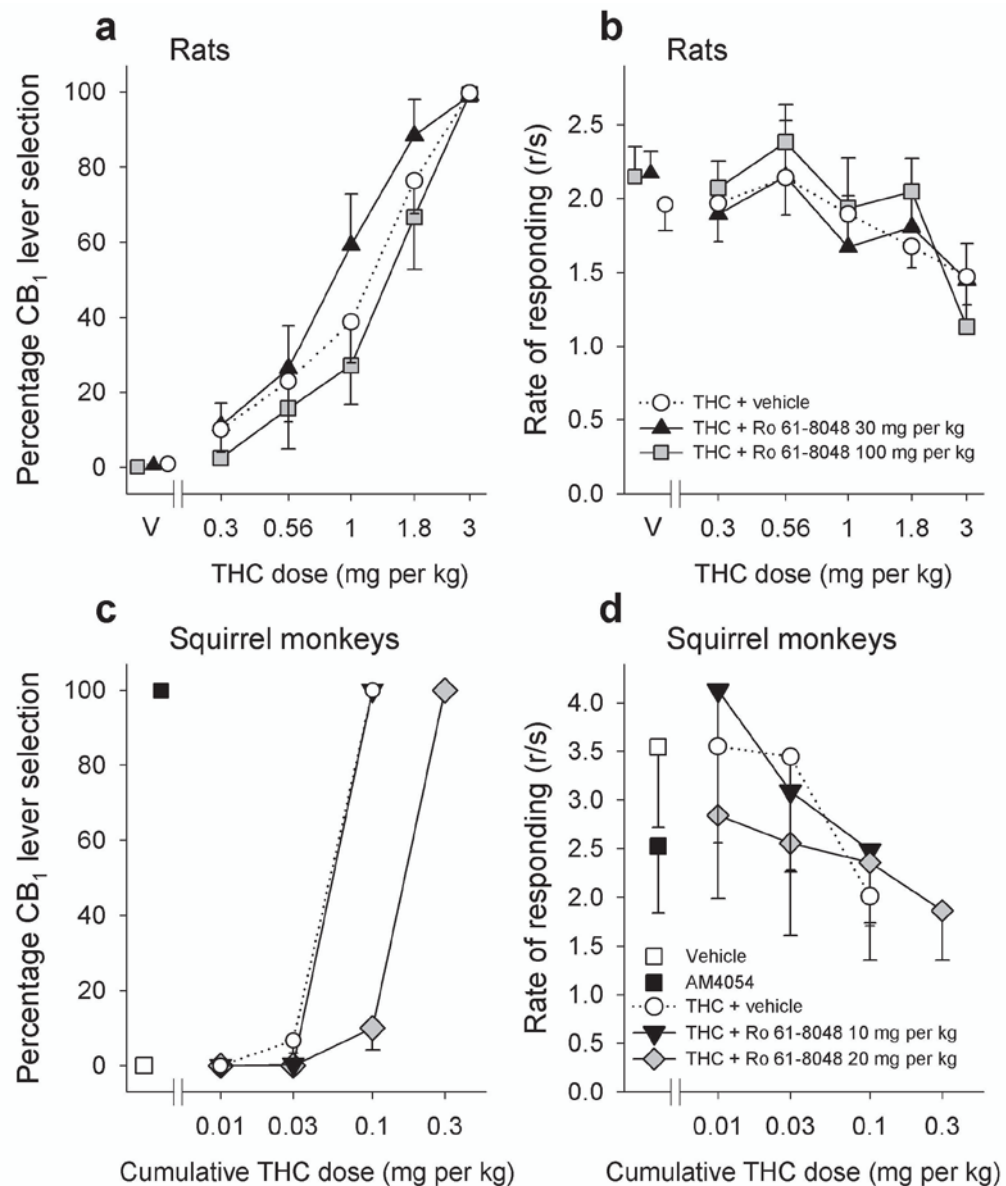 a
Rats
Percentage CB₁ lever selection
100
80
60
40
20
0
V
0.3
0.56
1
1.8
3
THC dose (mg per kg)
b
Rats
Rate of responding (r/s)
2.5
2.0
1.5
1.0
0.5
0.0
THC + vehicle
THC + Ro 61-8048 30 mg per kg
THC + Ro 61-8048 100 mg per kg
V
0.3
0.56
1
1.8
3
THC dose (mg per kg)
c
Squirrel monkeys
Percentage CB₁ lever selection
100
80
60
40
20
0
0.01
0.03
0.1
0.3
Cumulative THC dose (mg per kg)
d
Squirrel monkeys
Rate of responding (r/s)
4.0
3.5
3.0
2.5
2.0
1.5
1.0
0.5
0.0
Vehicle
AM4054
THC + vehicle
THC + Ro 61-8048 10 mg per kg
THC + Ro 61-8048 20 mg per kg
0.01
0.03
0.1
0.3
Cumulative THC dose (mg per kg)